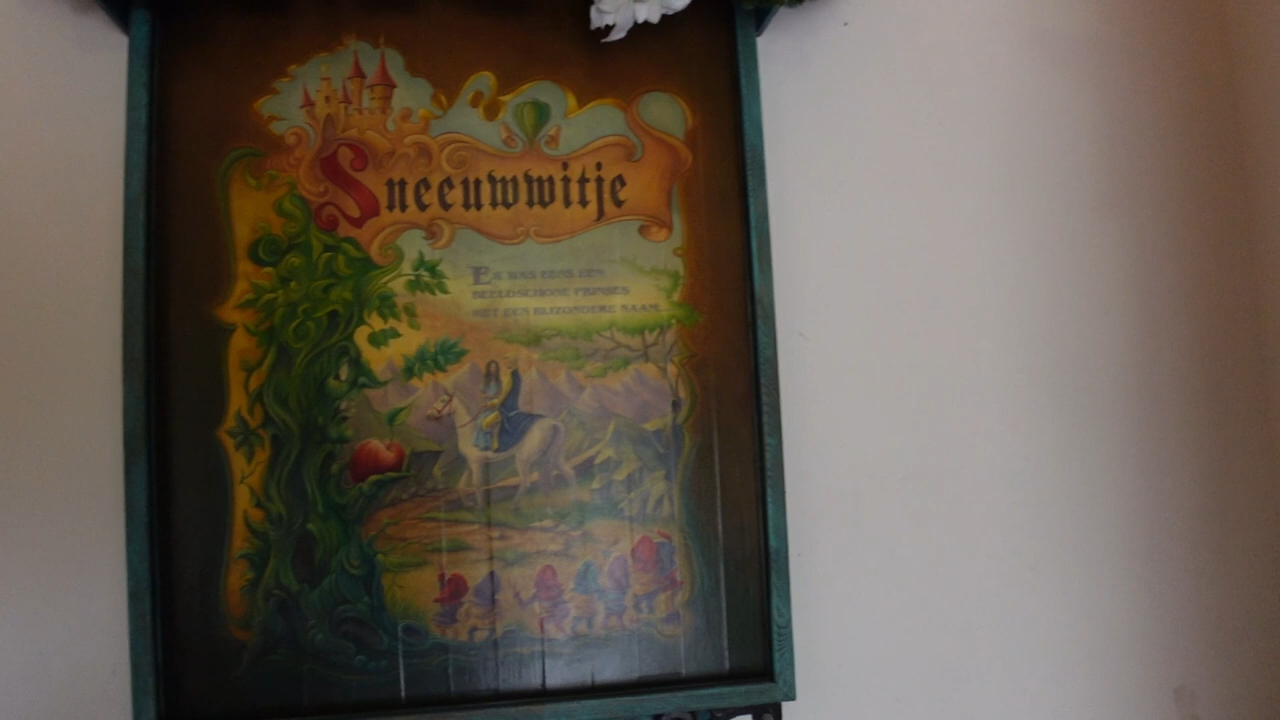 Sneeuwwitje
ER WAS EENS EEN
BEELDSCHONE PRINSES
MET EEN BIJZONDERE NAAM.